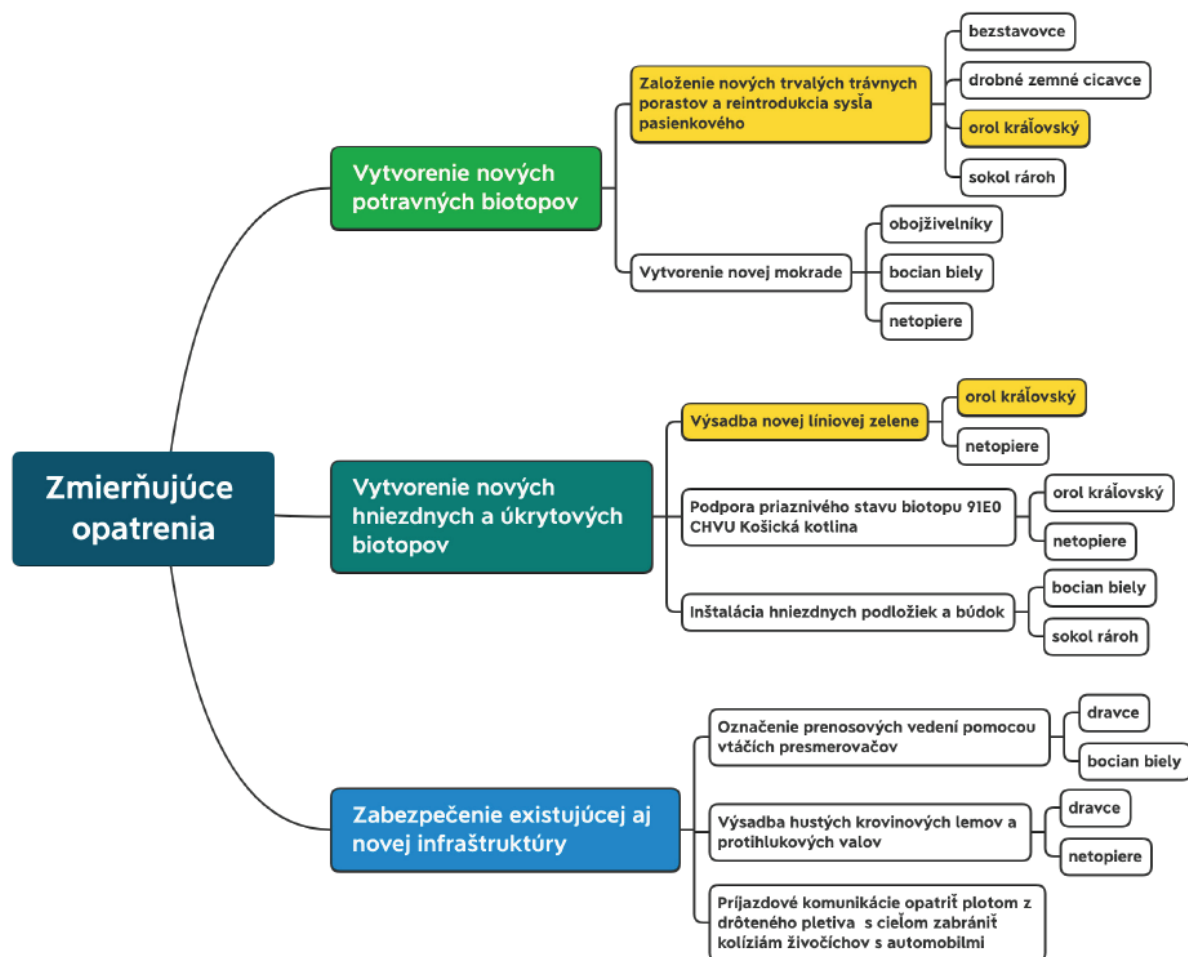 Zmierňujúce
opatrenia
Vytvorenie nových
potravných biotopov
Založenie nových trvalých trávnych
porastov a reintrodukcia sysľa
pasienkového
bezstavovce
drobné zemné cicavce
orol kráľovský
sokol rároh
Vytvorenie novej mokrade
obojživelníky
bocian biely
netopiere
Vytvorenie nových
hniezdnych a úkrytových
biotopov
Výsadba novej líniovej zelene
orol kráľovský
netopiere
Podpora priaznivého stavu biotopu 91E0
CHVU Košická kotlina
orol kráľovský
netopiere
Inštalácia hniezdnych podložiek a búdok
bocian biely
sokol rároh
Zabezpečenie existujúcej aj
novej infraštruktúry
Označenie prenosových vedení pomocou
vtáčích presmerovačov
dravce
bocian biely
Výsadba hustých krovinových lemov a
protihlukových valov
dravce
netopiere
Príjazdové komunikácie opatriť plotom z
drôteného pletiva s cieľom zabrániť
kolíziám živočíchov s automobilmi